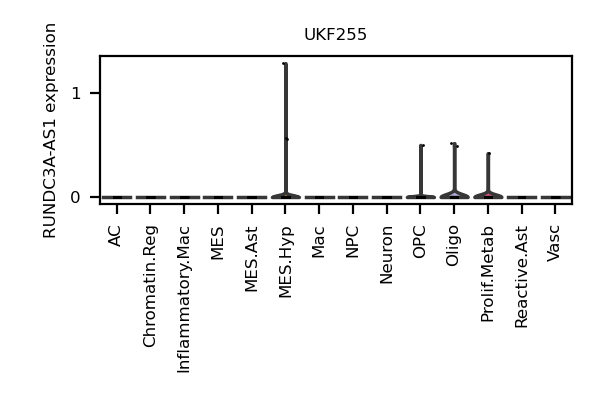 UKF255
RUNDC3A-AS1 expression
1
0
AC
Chromatin.Reg
Inflammatory.Mac
MES
MES.Ast
MES.Hyp
Mac
NPC
Neuron
OPC
Oligo
Prolif.Metab
Reactive.Ast
Vasc